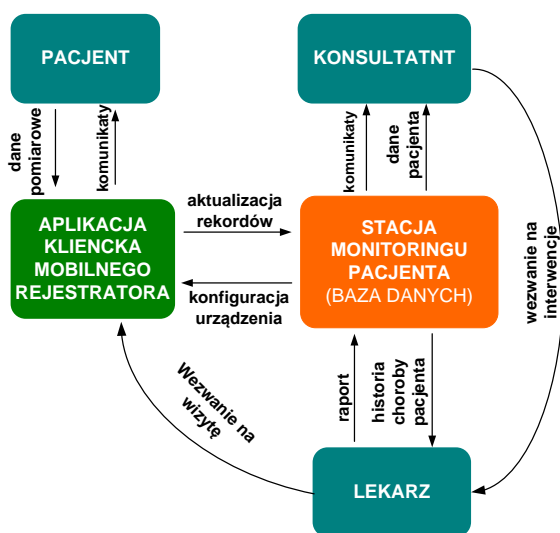 PACJENT
KONSULTATNT
dane
pomiarowe
komunikaty
komunikaty
dane
pacjenta
wezwanie na
interwencje
APLIKACJA
KLIENCKA
MOBILNEGO
REJESTRATORA
aktualizacja
rekordów
STACJA
MONITORINGU
PACJENTA
(BAZA DANYCH)
konfiguracja
urządzenia
Wezwanie na
wizytę
raport
historia
choroby
pacjenta
LEKARZ